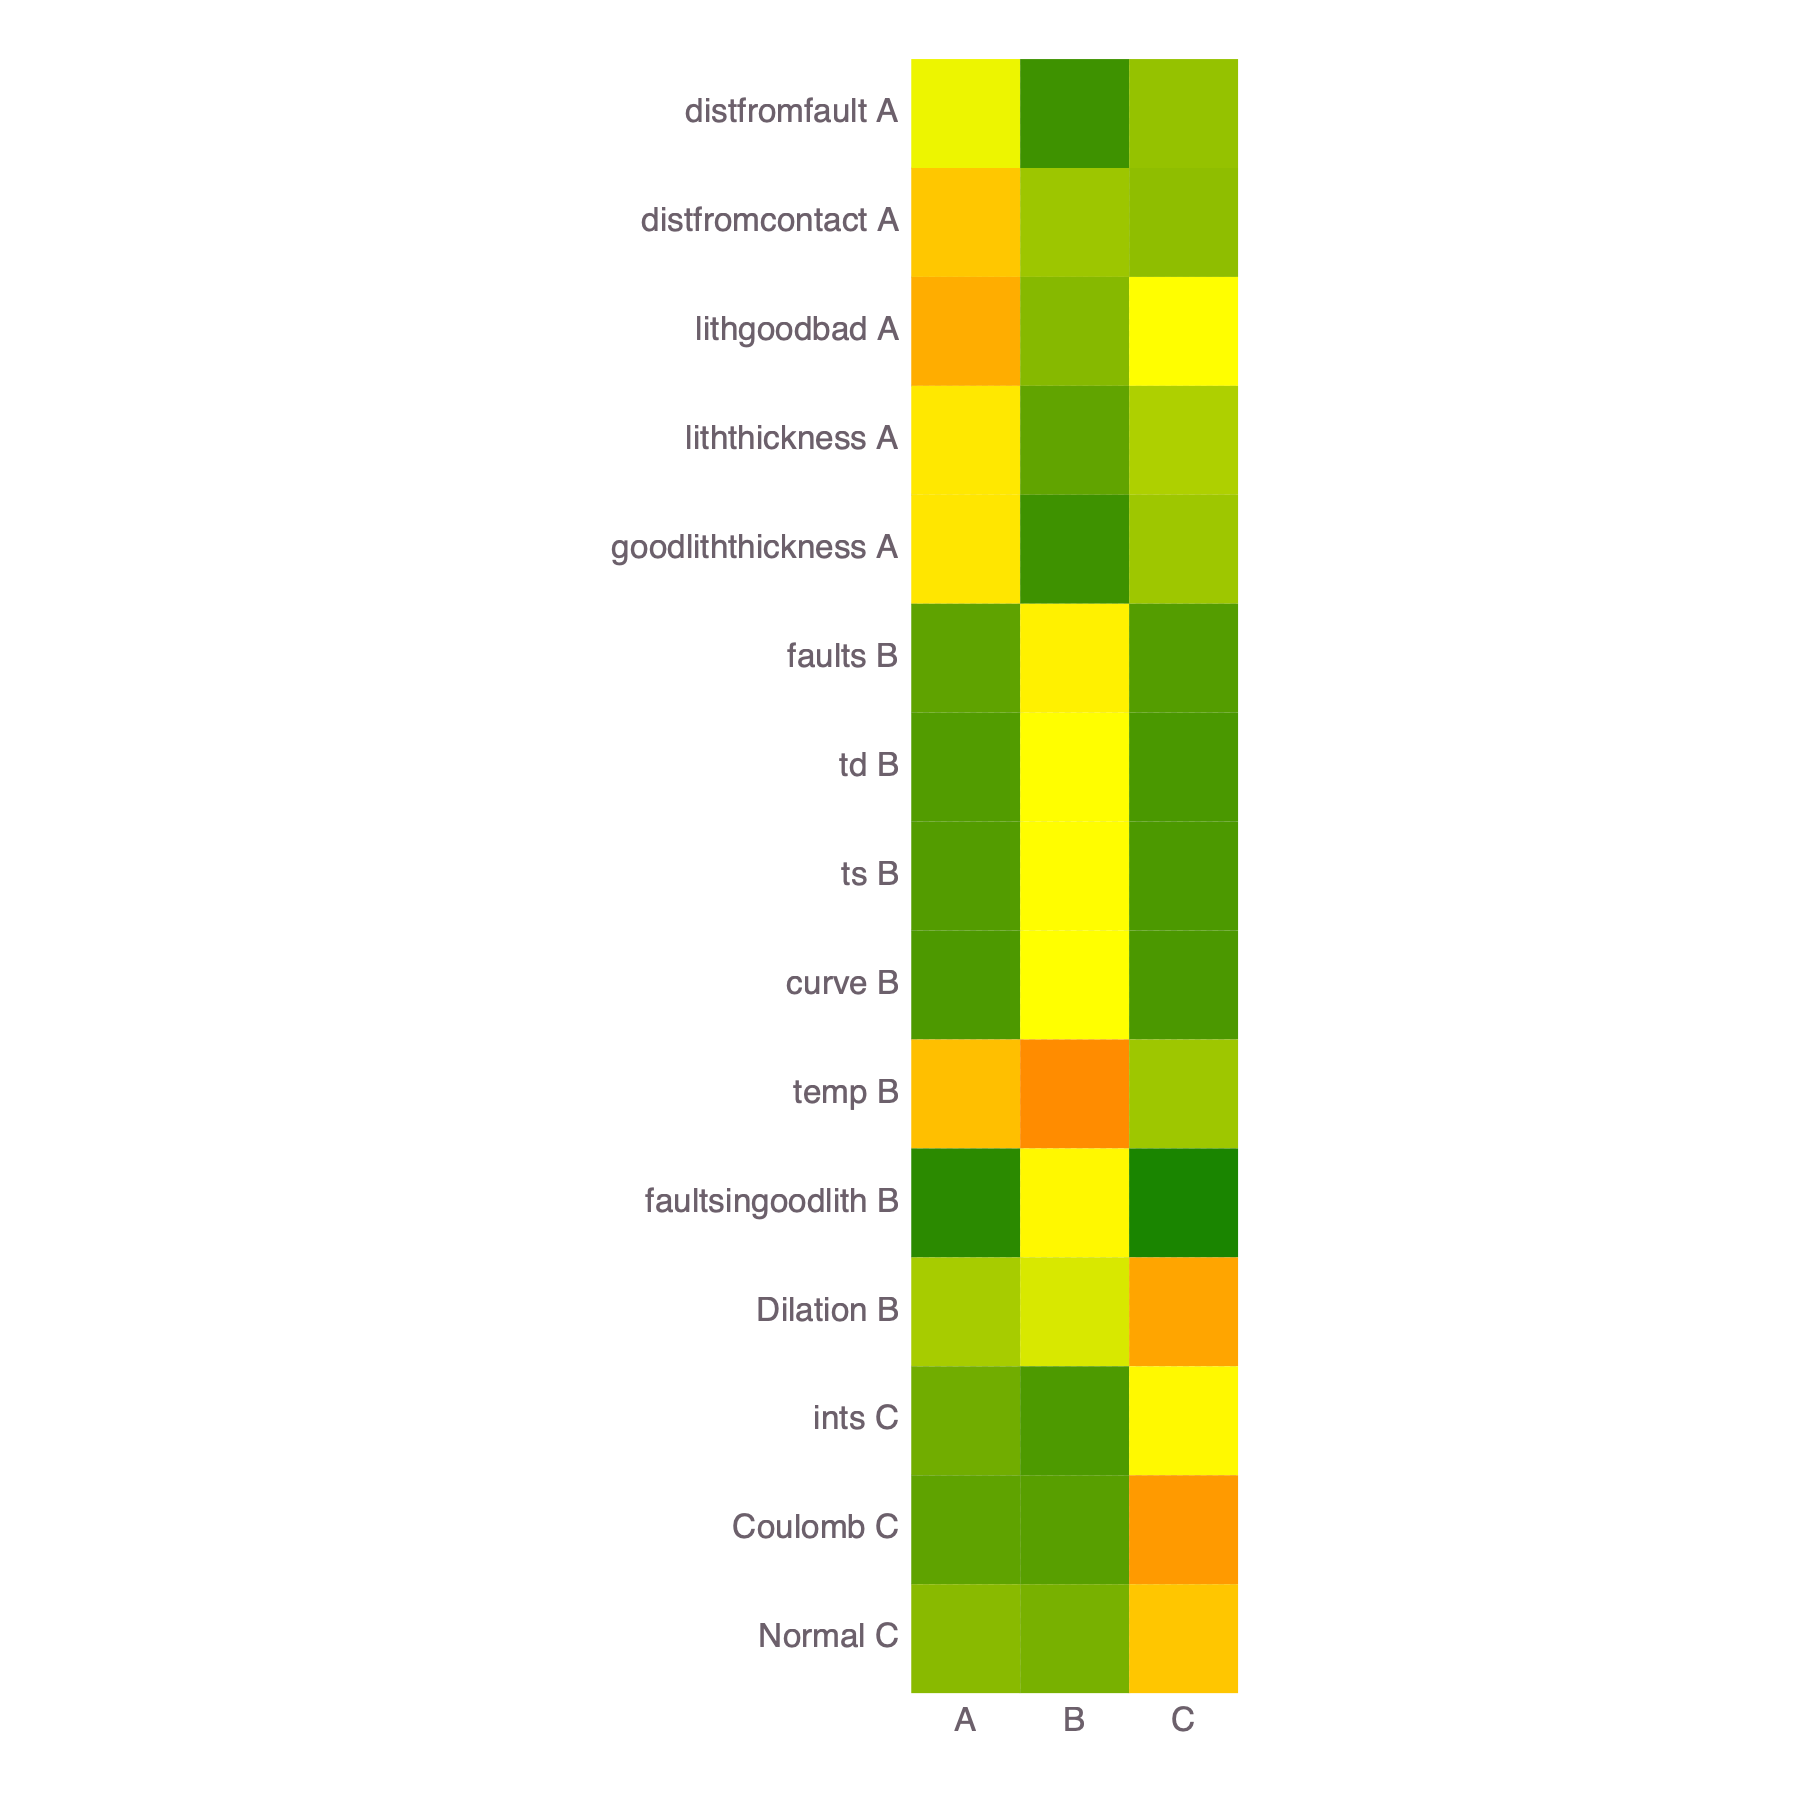 distfromfault A
distfromcontact A
lithgoodbad A
liththickness A
goodliththickness A
faults B
td B
ts B
curve B
temp B
faultsingoodlith B
Dilation B
ints C
Coulomb C
Normal C
A B C